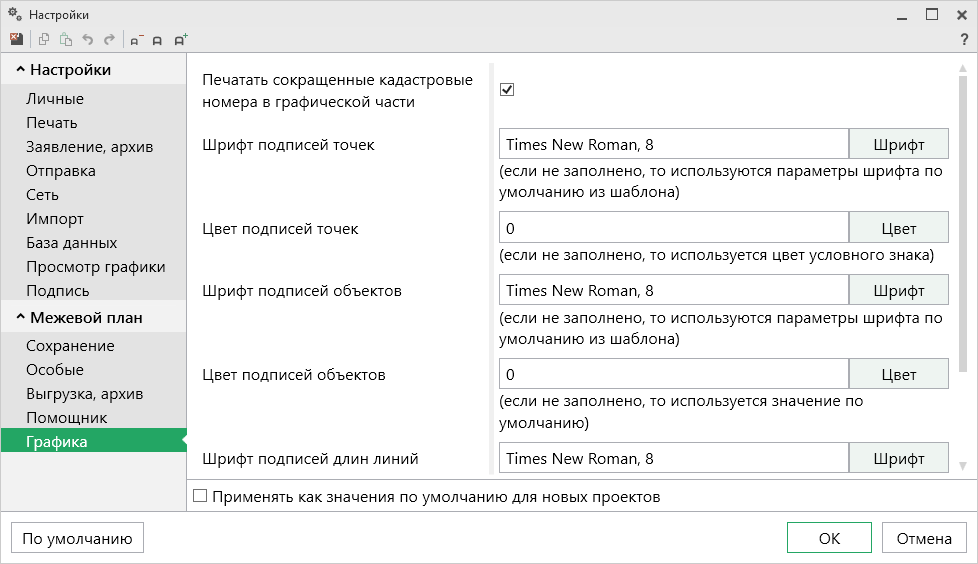 Настройки
?
Настройки
Личные
Печать
Заявление, архив
Отправка
Сеть
Импорт
База данных
Просмотр графики
Подпись
Межевой план
Сохранение
Особые
Выгрузка, архив
Помощник
Графика
Печатать сокращенные кадастровые
номера в графической части
Шрифт подписей точек
Times New Roman, 8
Шрифт
(если не заполнено, то используются параметры шрифта по
умолчанию из шаблона)
Цвет подписей точек
0
Цвет
(если не заполнено, то используется цвет условного знака)
Шрифт подписей объектов
Times New Roman, 8
Шрифт
(если не заполнено, то используются параметры шрифта по
умолчанию из шаблона)
Цвет подписей объектов
0
Цвет
(если не заполнено, то используется значение по
умолчанию)
Шрифт подписей длин линий
Times New Roman, 8
Шрифт
Применять как значения по умолчанию для новых проектов
По умолчанию
ОК
Отмена